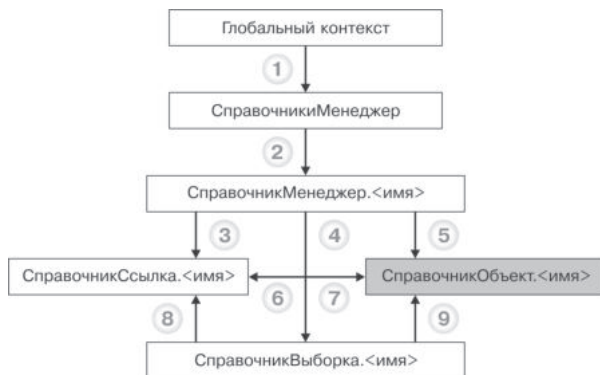 Глобальный контекст
1
СправочникиМенеджер
2
СправочникМенеджер.<имя>
3 4 5
СправочникСсылка.<имя> СправочникОбъект.<имя>
6 7
8 9
СправочникВыборка.<имя>